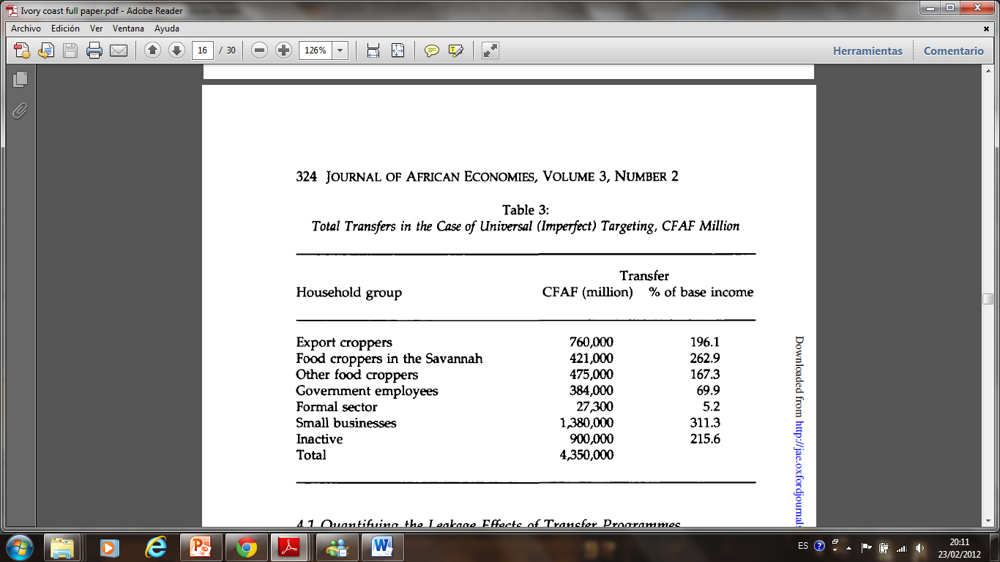 Ivory coast full paper.pdf - Adobe Reader
Archivo Edición Ver Ventana Ayuda
16 / 30 126% Herramientas Comentario
324 JOURNAL OF AFRICAN ECONOMIES, VOLUME 3, NUMBER 2
Table 3:
Total Transfers in the Case of Universal (Imperfect) Targeting, CFAF Million
Transfer
Household group CFAF (million) % of base income
Export croppers 760,000 196.1
Food croppers in the Savannah 421,000 262.9
Other food croppers 475,000 167.3
Government employees 384,000 69.9
Formal sector 27,300 5.2
Small businesses 1,380,000 311.3
Inactive 900,000 215.6
Total 4,350,000
4.1 Quantifying the Leakage Effects of Transfer Programmes
Downloaded from http://jae.oxfordjournals
ES 20:11
23/02/2012